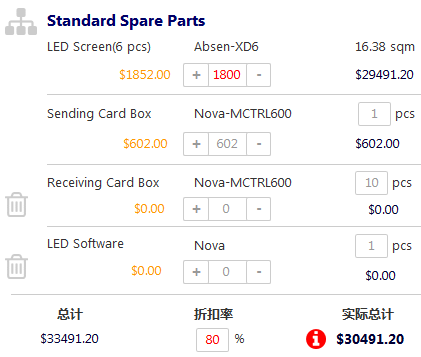 Standard Spare Parts
LED Screen(6 pcs) Absen-XD6 16.38 sqm
$1852.00 + 1800 - $29491.20
Sending Card Box Nova-MCTRL600 1 pcs
$602.00 + 602 - $602.00
Receiving Card Box Nova-MCTRL600 10 pcs
$0.00 + 0 - $0.00
LED Software Nova 1 pcs
$0.00 + 0 - $0.00
总计 折扣率 实际总计
$33491.20 80 % $30491.20